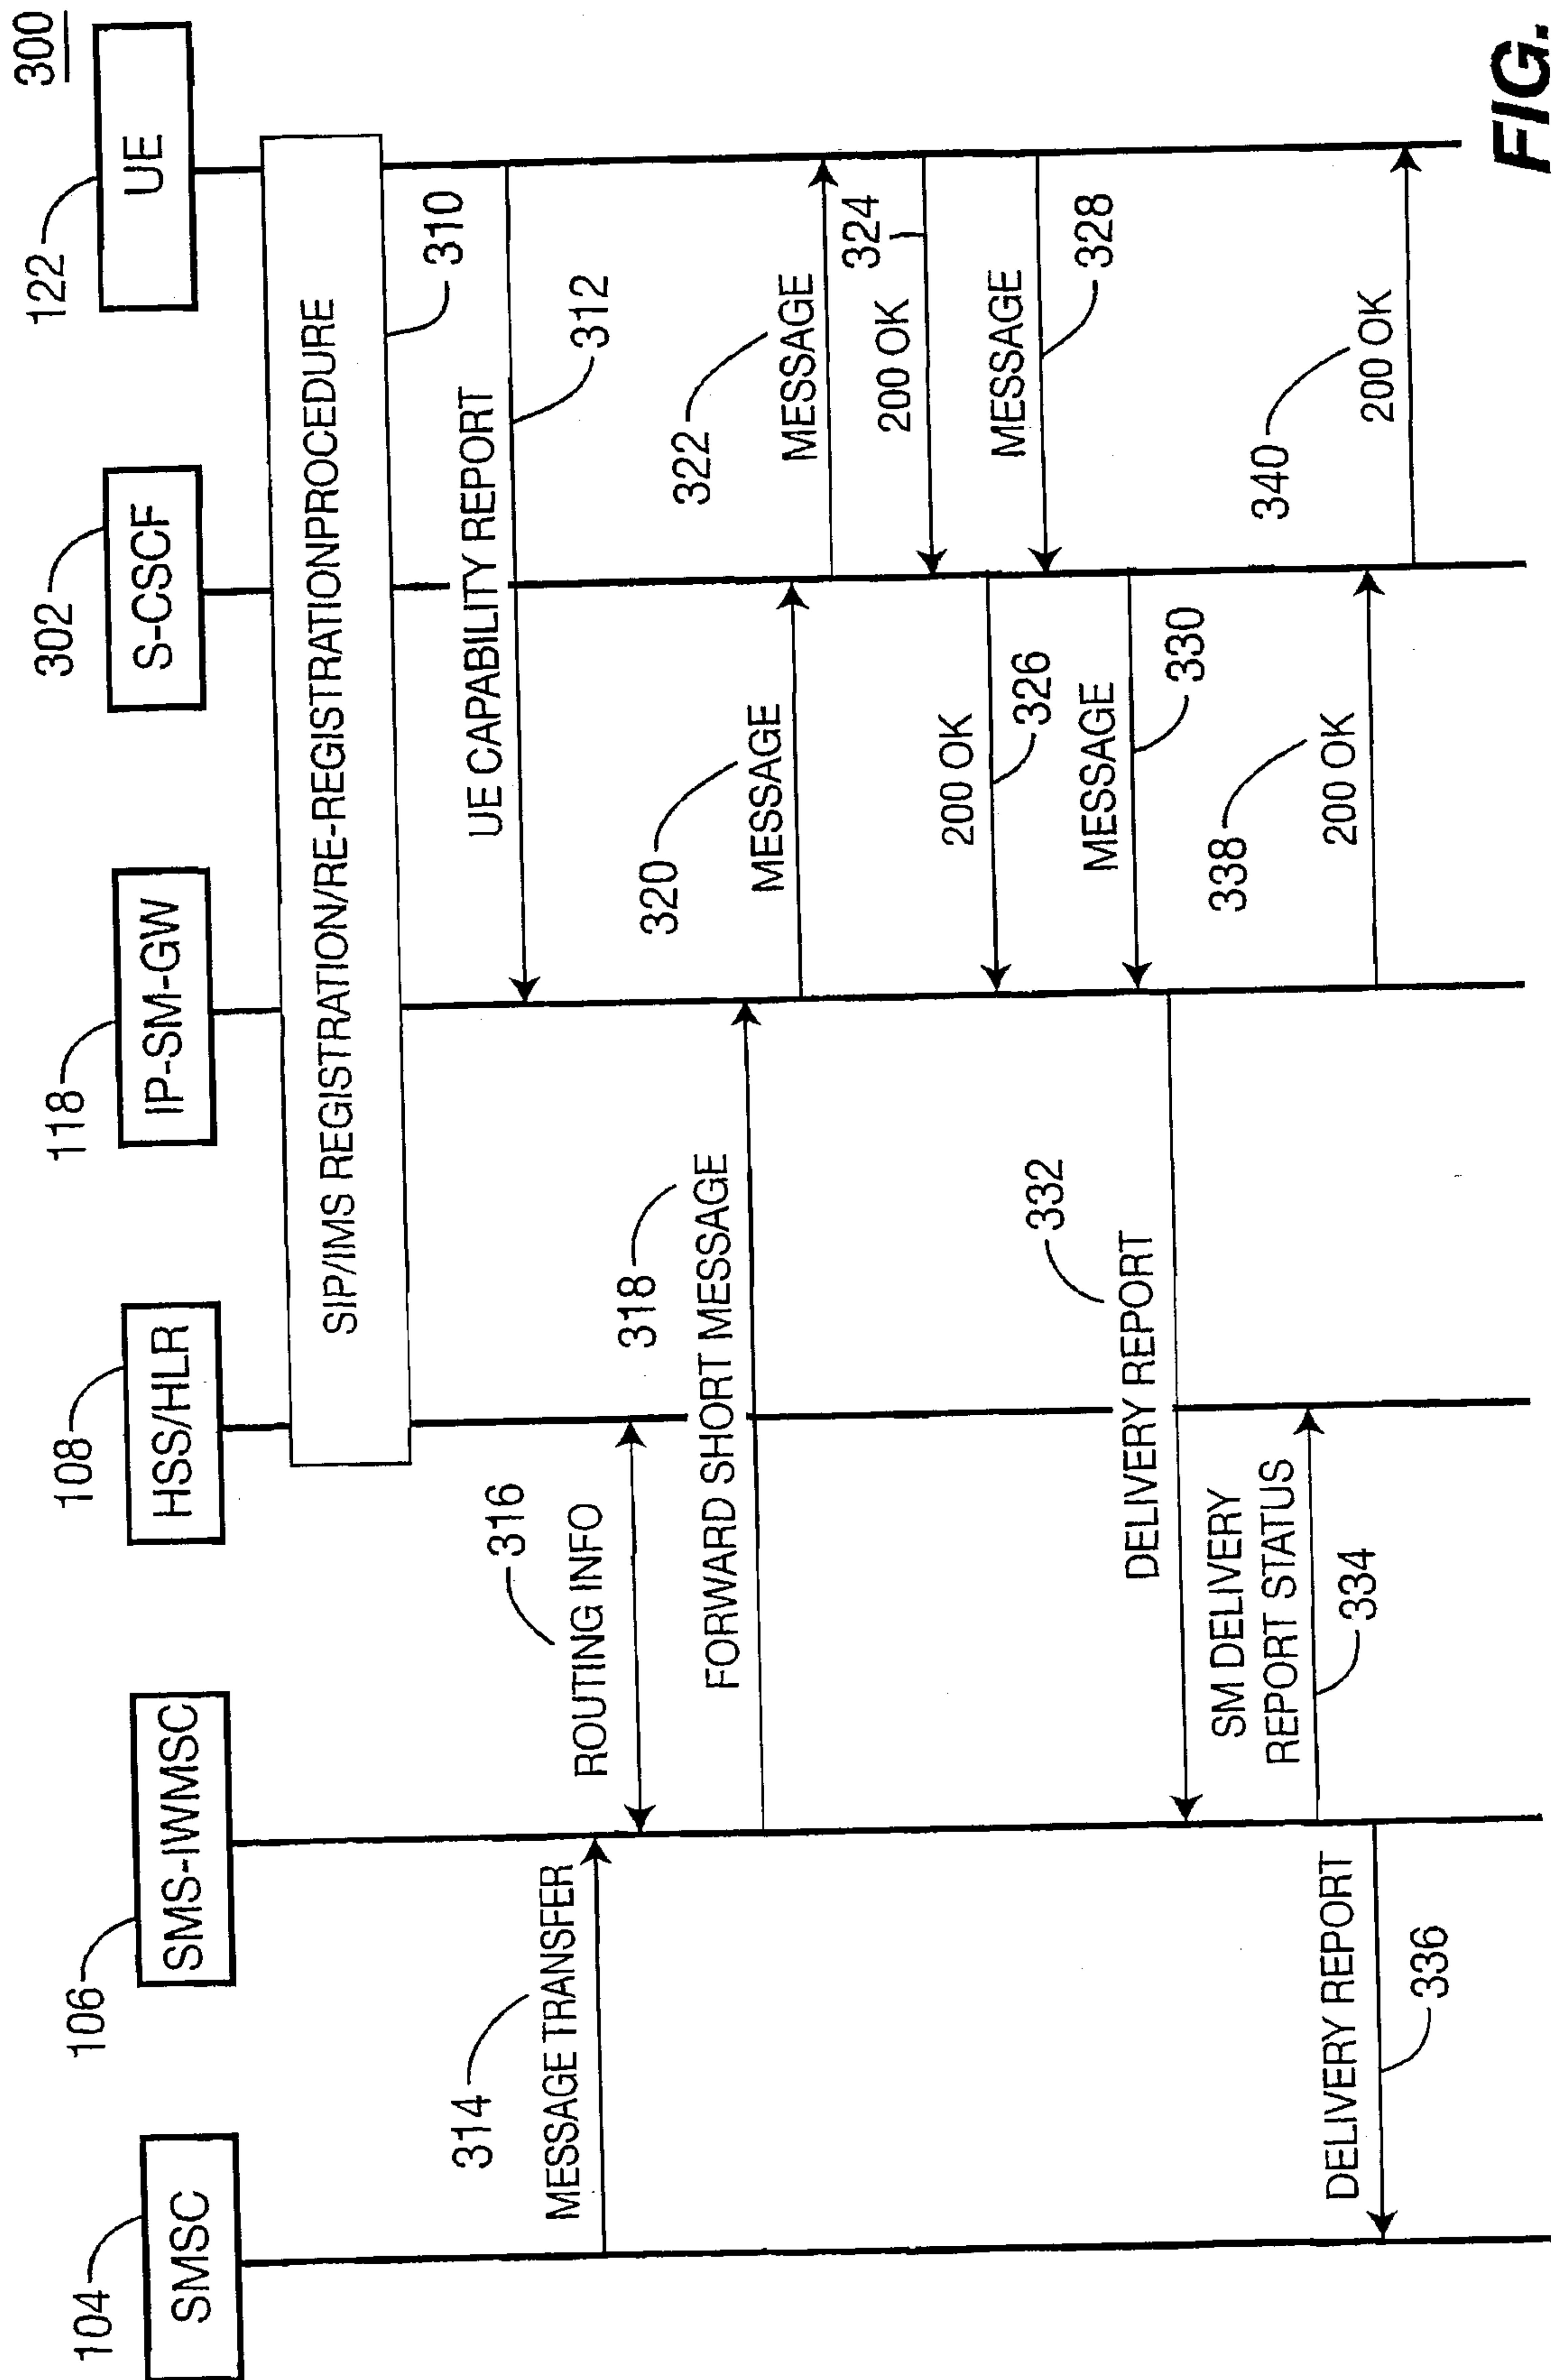 300
104
SMSC
106
SMS-IWMSC
108
HSS/HLR
118
IP-SM-GW
302
S-CSCF
122
UE
SIP/IMS REGISTRATION/RE-REGISTRATIONPROCEDURE
310
UE CAPABILITY REPORT
312
314
MESSAGE TRANSFER
316
ROUTING INFO
318
FORWARD SHORT MESSAGE
320
MESSAGE
322
MESSAGE
324
200 OK
200 OK
326
MESSAGE
328
MESSAGE
330
332
DELIVERY REPORT
SM DELIVERY
REPORT STATUS
334
DELIVERY REPORT
336
338
200 OK
340
200 OK
FIG.